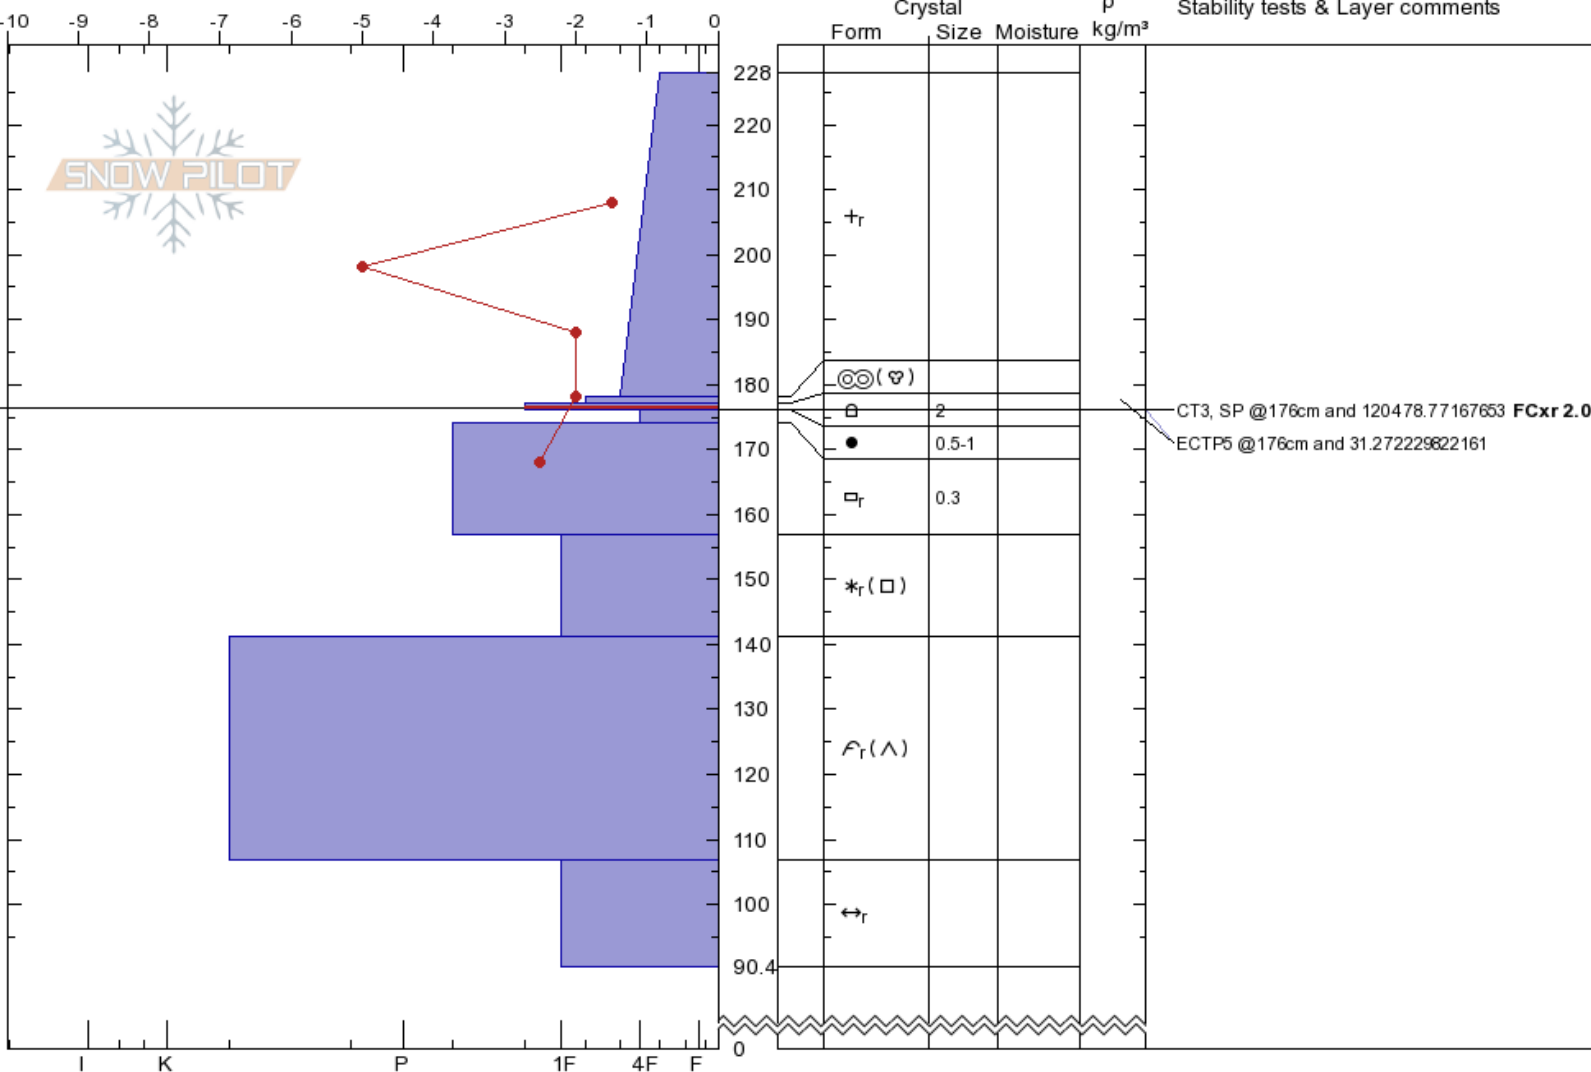 -10 -9 -8 -7 -6 -5 -4 -3 -2 -1 0
Crystal
Form Size Moisture
ρ
kg/m³
Stability tests & Layer comments
SNOW PILOT
228
220
210
200
190
180
170
160
150
140
130
120
110
100
90.4
0
+r
( )
2
0.5-1
r 0.3
*r ( )
r ( )
r
CT3, SP @176cm and 120478.77167653 FCxr 2.0
ECTP5 @176cm and 31.272229822161
I K P 1F 4F F